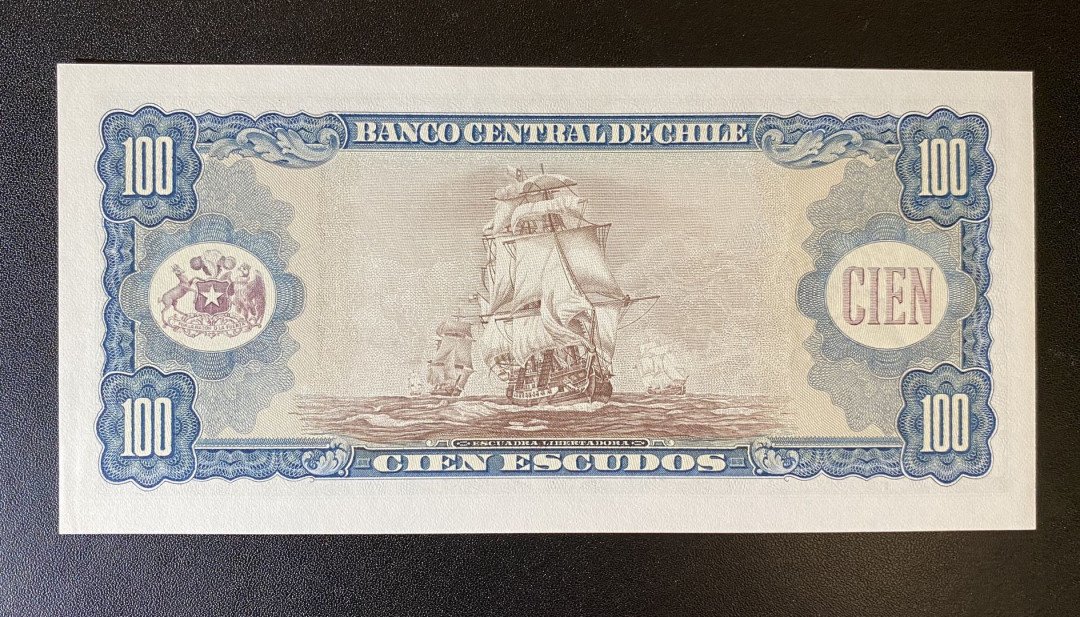 BANCO CENTRAL DE CHILE
100
100
CIEN
100
100
ESCUADRA LIBERTADORA
CIEN ESCUDOS